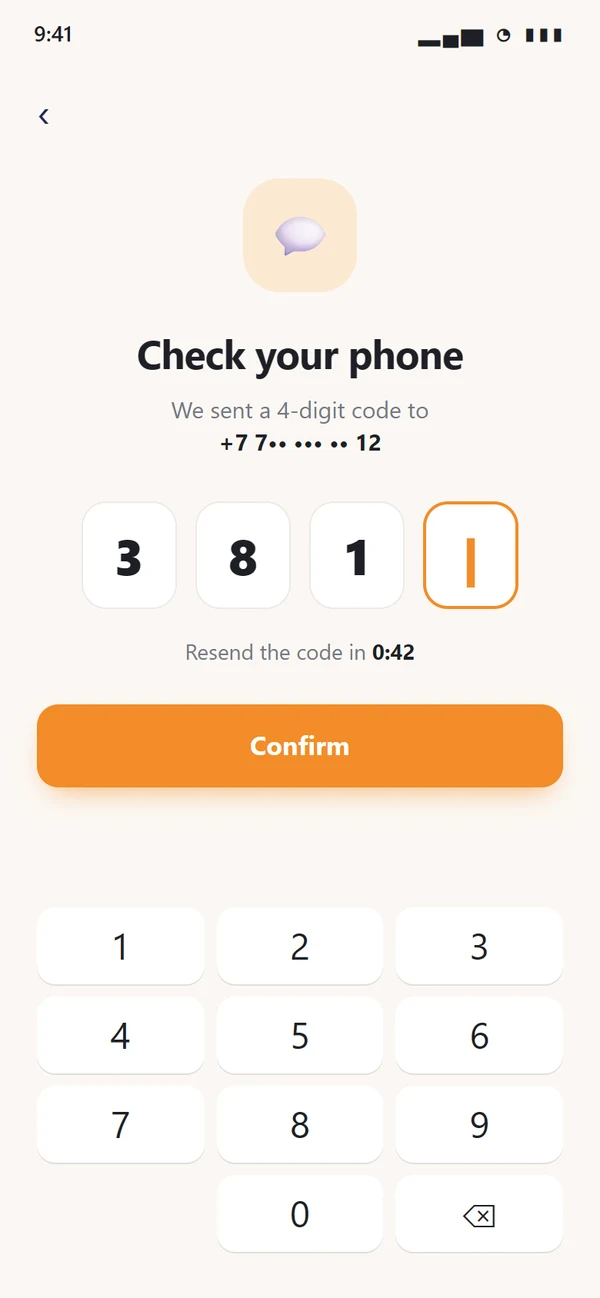 9:41
Check your phone
We sent a 4-digit code to
+7 7•• ••• •• 12
3 8 1
Resend the code in 0:42
Confirm
1 2 3
4 5 6
7 8 9
0